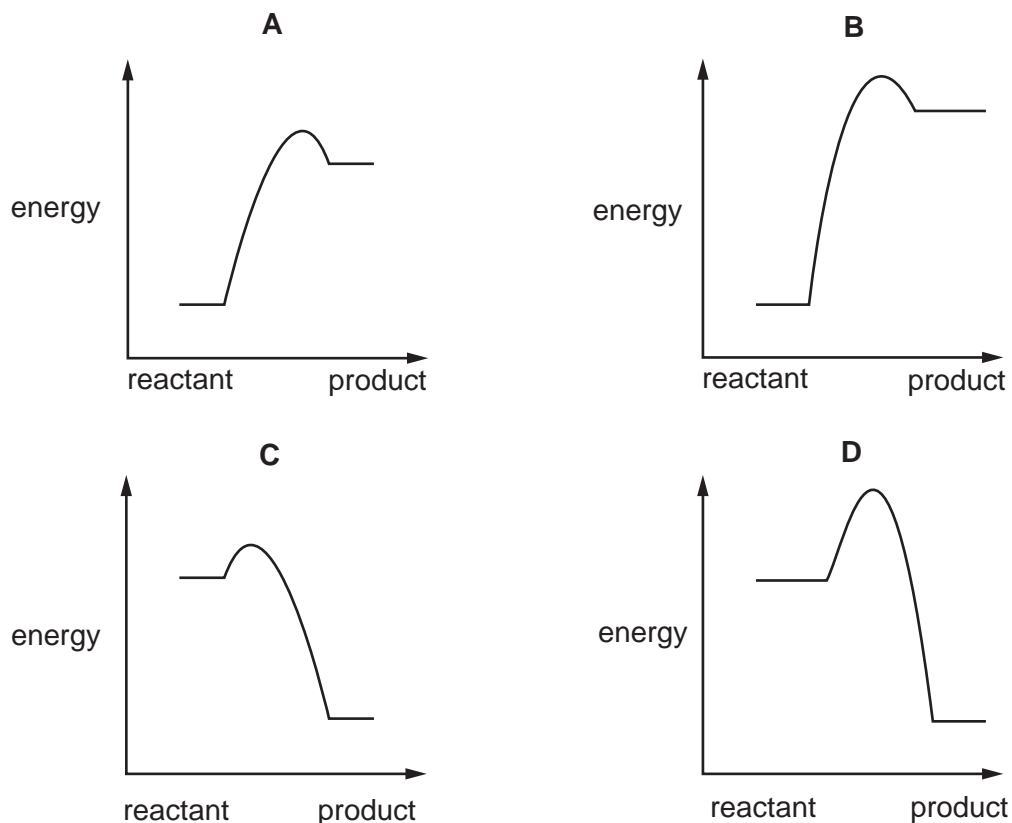 A
energy
reactant product
B
energy
reactant product
C
energy
reactant product
D
energy
reactant product